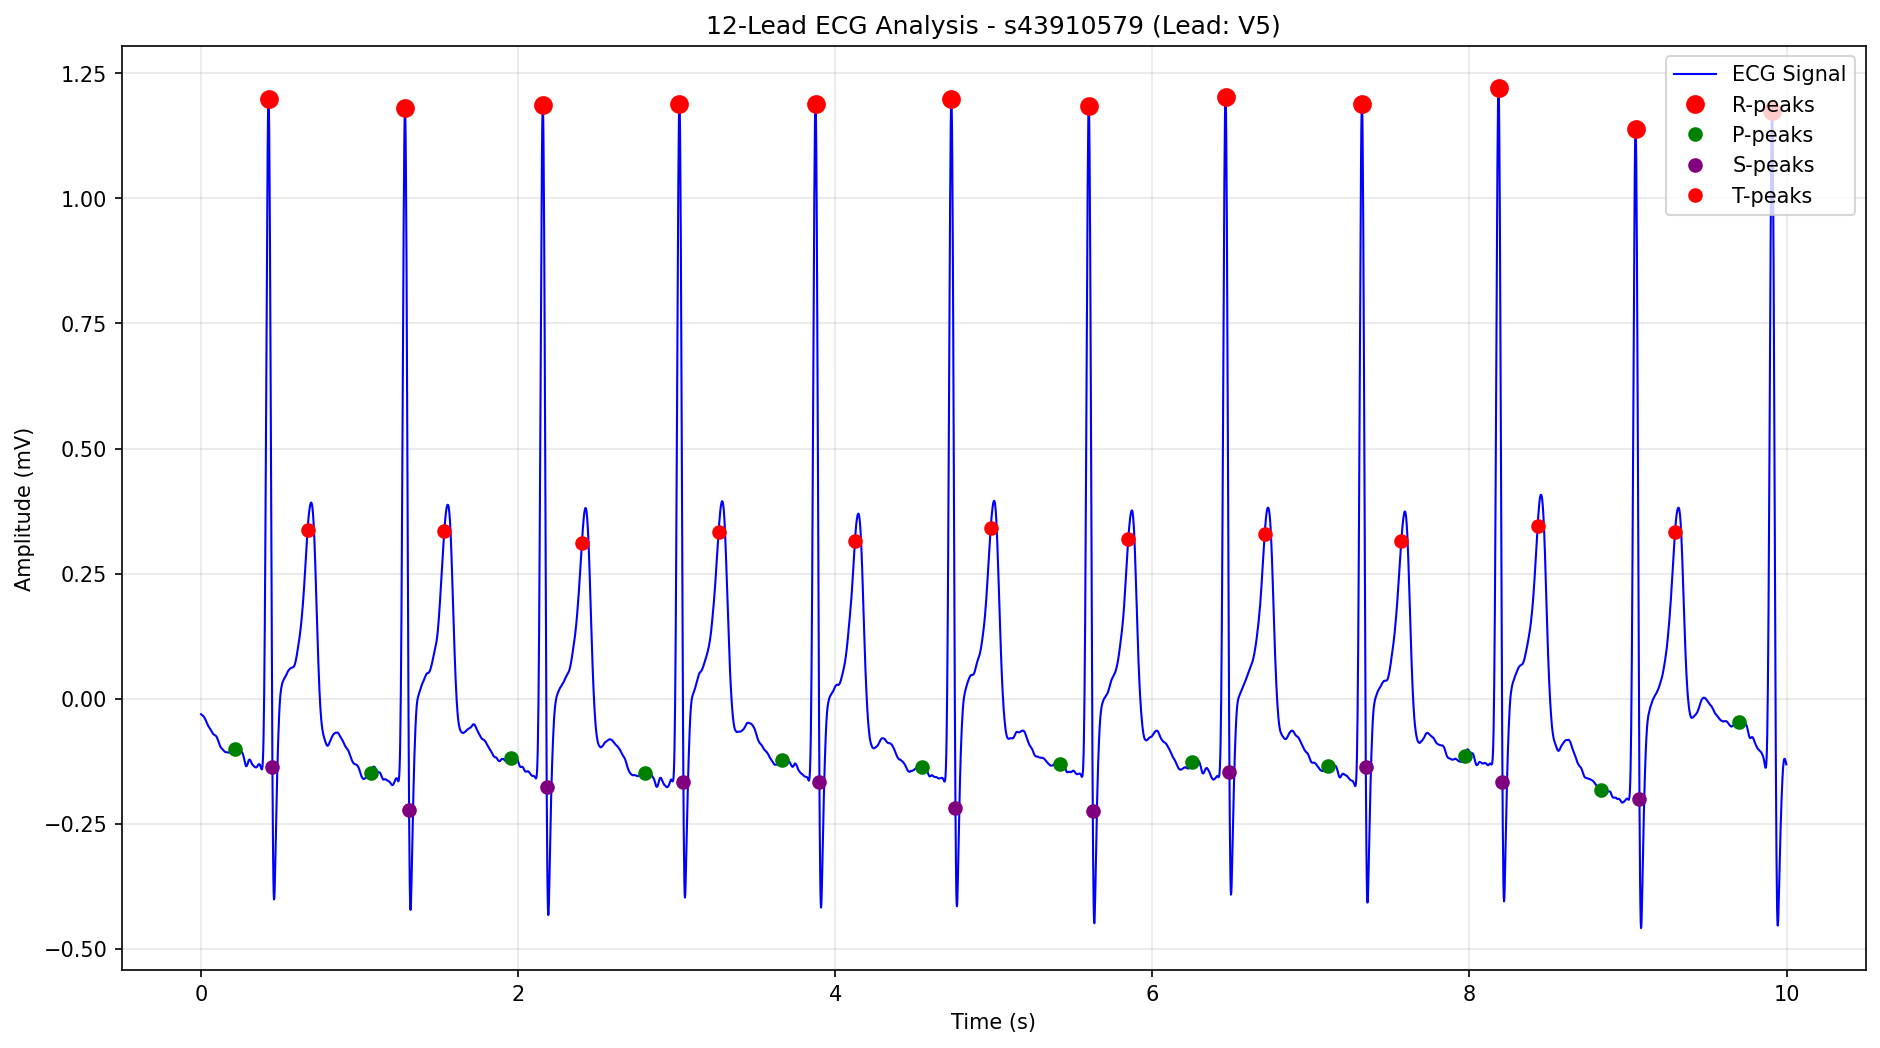 12-Lead ECG Analysis - s43910579 (Lead: V5)
ECG Signal
R-peaks
P-peaks
S-peaks
T-peaks
Amplitude (mV)
1.25
1.00
0.75
0.50
0.25
0.00
−0.25
−0.50
0 2 4 6 8 10
Time (s)